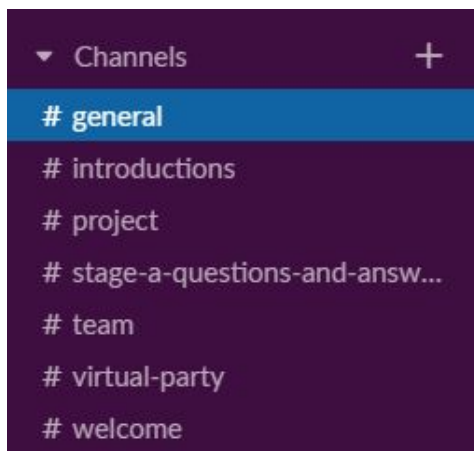 Channels +
# general
# introductions
# project
# stage-a-questions-and-answ...
# team
# virtual-party
# welcome